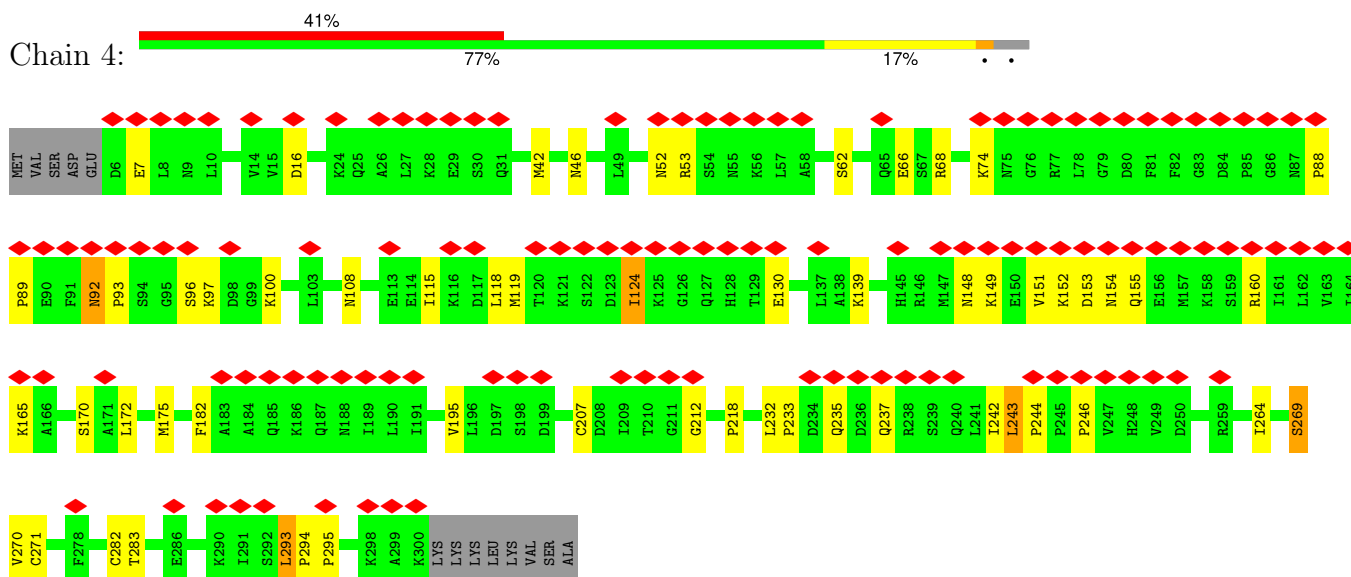 41%
Chain 4:
77% 17% • •
MET VAL SER ASP GLU D6 E7 L8 N9 L10 V14 V15 D16 K24 Q25 A26 L27 K28 E29 S30 Q31 M42 N46 L49 N52 R53 S54 N55 K56 L57 A58 S62 Q65 E66 S67 R68 K74 N75 G76 R77 L78 G79 D80 F81 F82 G83 D84 P85 G86 N87 P88
P89 E90 F91 N92 P93 S94 G95 S96 K97 D98 G99 K100 L103 N108 E113 E114 I115 K116 D117 L118 M119 T120 K121 S122 D123 I124 K125 G126 Q127 H128 T129 E130 L137 A138 K139 H145 R146 M147 N148 K149 E150 V151 K152 D153 N154 Q155 E156 M157 K158 S159 R160 I161 L162 V163 I164
K165 A166 S170 A171 L172 M175 F182 A183 A184 Q185 K186 Q187 N188 I189 L190 I191 V195 L196 D197 S198 D199 C207 D208 I209 T210 G211 G212 P218 L232 P233 D234 Q235 D236 Q237 R238 S239 Q240 L241 I242 L243 P244 P245 P246 V247 H248 V249 D250 R259 I264 S269
V270 C271 F278 C282 T283 E286 K290 I291 S292 L293 P294 P295 K298 A299 K300 LYS LYS LYS LEU LYS VAL SER ALA